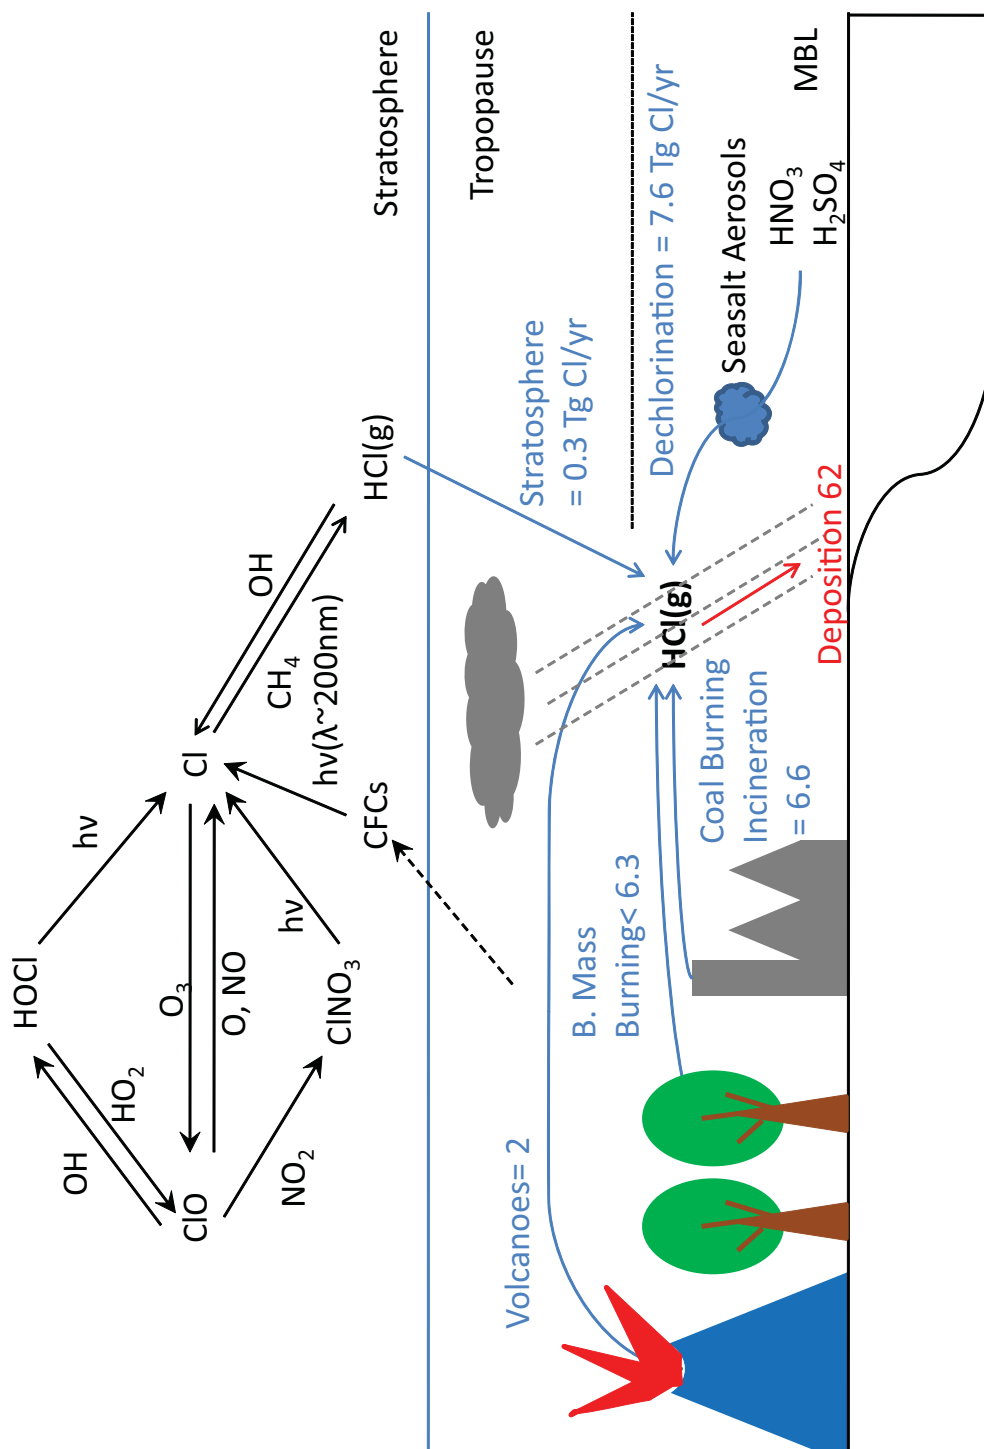 HOCl
OH
HO₂
hν
O₃
ClO
Cl
O, NO
OH
NO₂
hν
CH₄
hν(λ~200nm)
ClNO₃
CFCs
HCl(g)
Stratosphere
Tropopause
Volcanoes= 2
Stratosphere
= 0.3 Tg Cl/yr
B. Mass
Burning< 6.3
Dechlorination = 7.6 Tg Cl/yr
HCl(g)
Coal Burning
Incineration
= 6.6
Seasalt Aerosols
HNO₃
H₂SO₄
MBL
Deposition 62